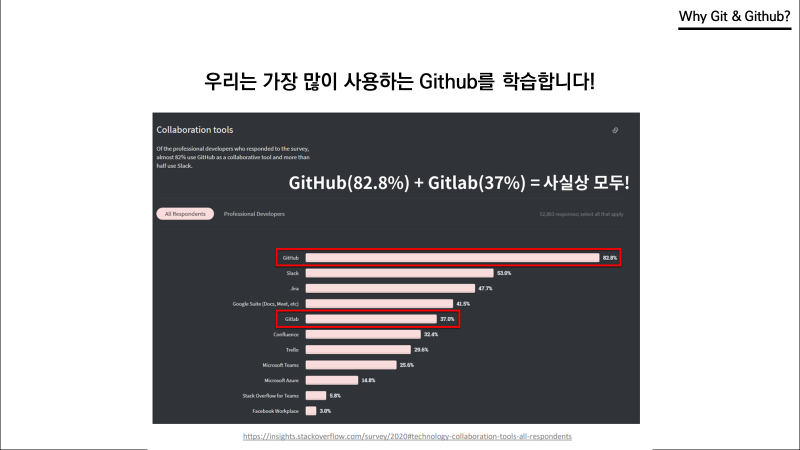 Why Git & Github?
우리는 가장 많이 사용하는 Github를 학습합니다!
Collaboration tools
Of the professional developers who responded to the survey,
almost 82% use GitHub as a collaborative tool and more than
half use Slack.
GitHub(82.8%) + Gitlab(37%) = 사실상 모두!
All Respondents Professional Developers 52,883 responses; select all that apply
GitHub 82.8%
Slack 53.0%
Jira 47.7%
Google Suite (Docs, Meet, etc) 41.5%
Gitlab 37.0%
Confluence 32.4%
Trello 29.6%
Microsoft Teams 25.6%
Microsoft Azure 14.8%
Stack Overflow for Teams 5.8%
Facebook Workplace 3.0%
https://insights.stackoverflow.com/survey/2020#technology-collaboration-tools-all-respondents